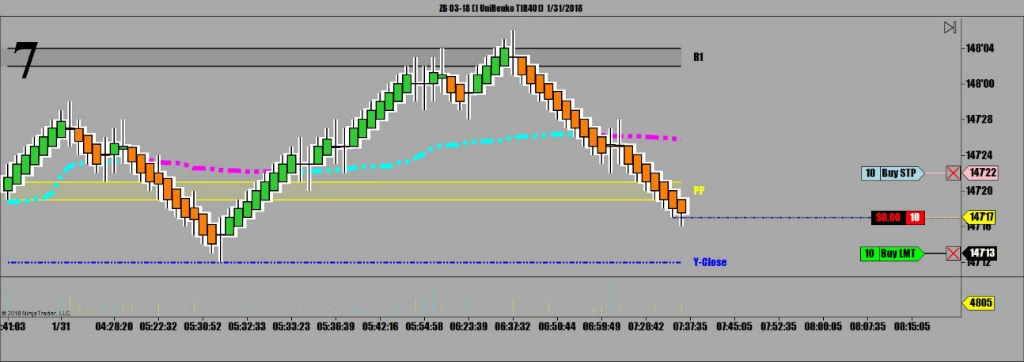 ZB 03-18 (1 UniRenko T1R40T) 1/31/2018
7
R1
148'04
148'00
14728
14724
10 Buy STP
14722
14720
PP
$0.00 10
14717
14716
10 Buy LMT
14713
14712
Y-Close
4805
© 2018 NinjaTrader, LLC
:41:03 1/31 04:28:20 05:22:32 05:30:52 05:32:33 05:33:23 05:36:39 05:42:16 05:54:58 06:23:39 06:37:32 06:50:44 06:59:49 07:28:42 07:37:35 07:45:05 07:52:35 08:00:05 08:07:35 08:15:05